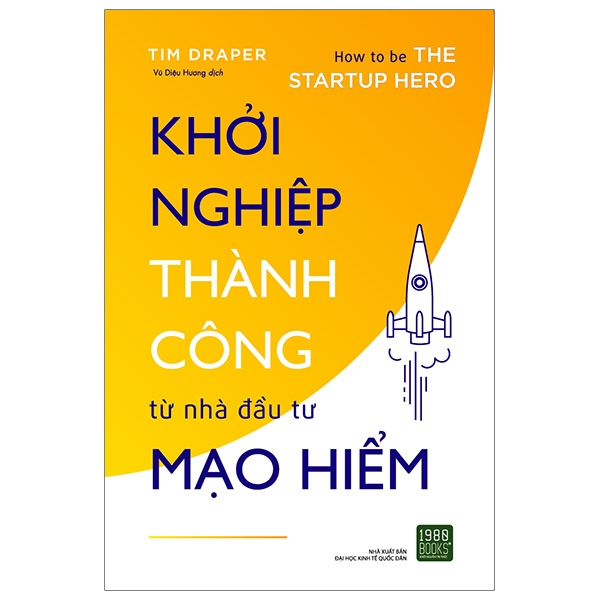 TIM DRAPER
Vũ Diệu Hương dịch
How to be THE
STARTUP HERO
KHỞI
NGHIỆP
THÀNH
CÔNG
từ nhà đầu tư
MẠO HIỂM
NHÀ XUẤT BẢN
ĐẠI HỌC KINH TẾ QUỐC DÂN
1980
BOOKS